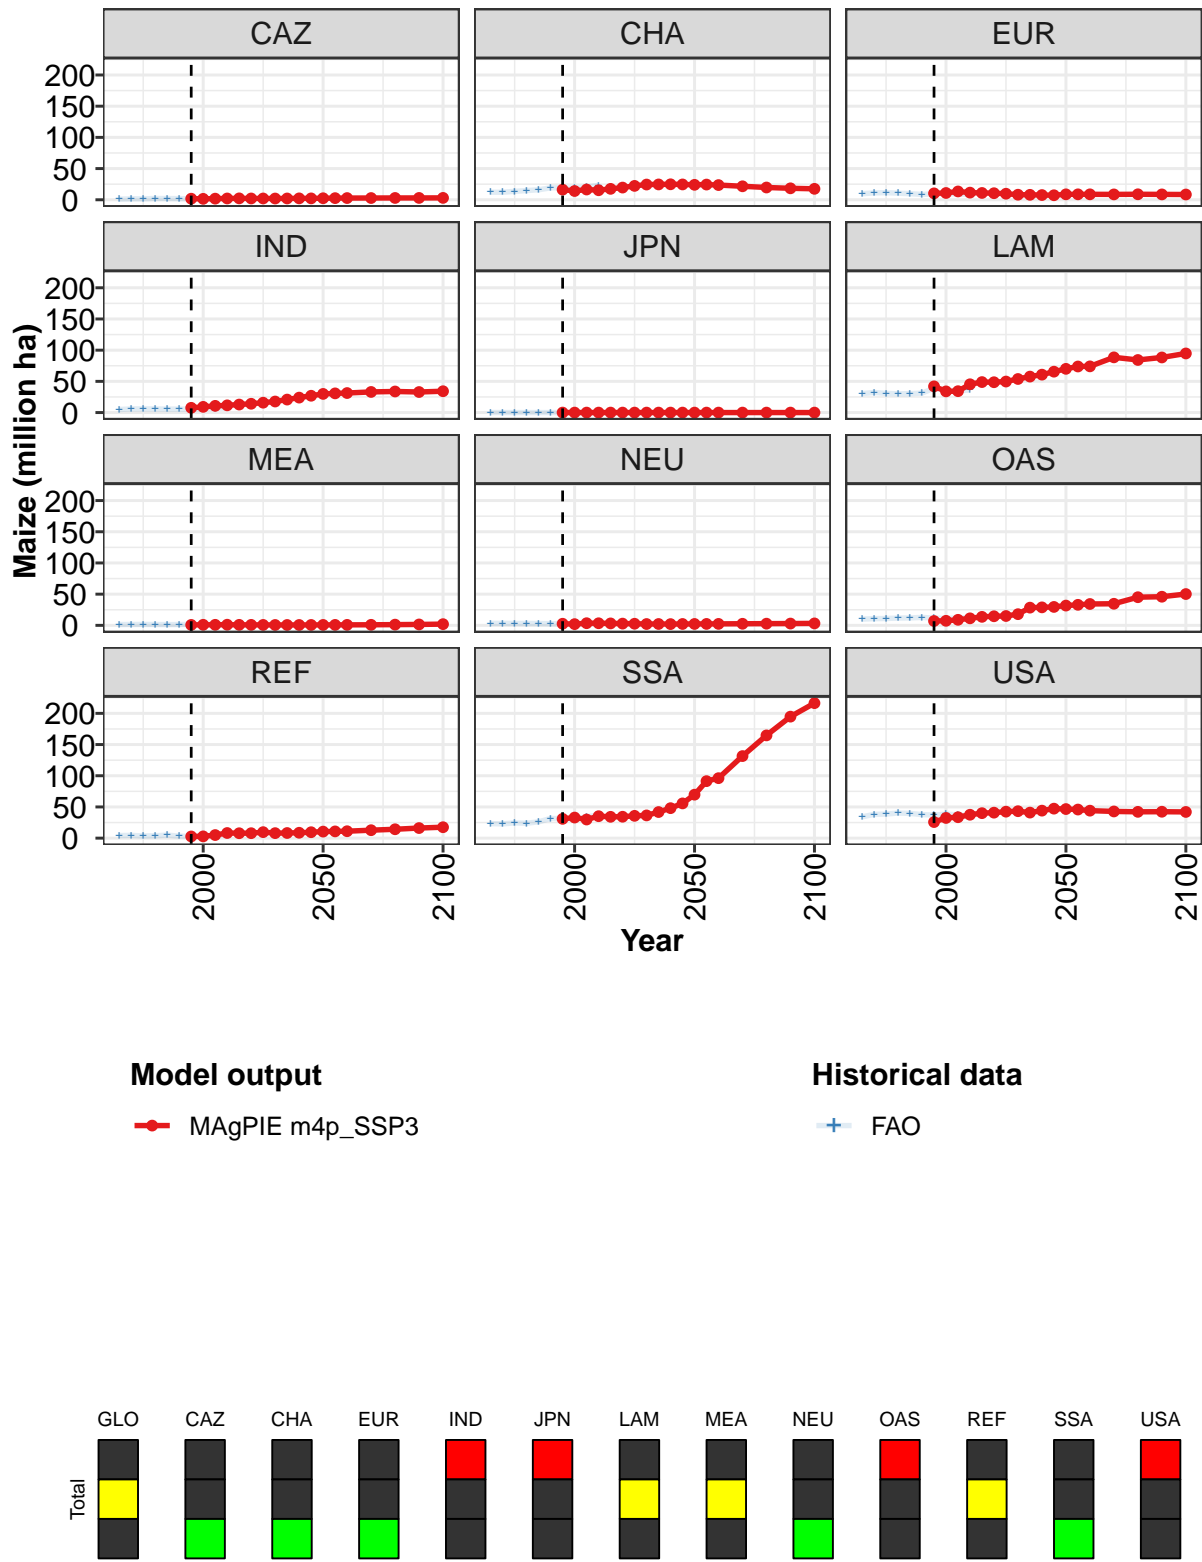 CAZ CHA EUR
200
150
100
50
0
IND JPN LAM
200
150
100
50
0
MEA NEU OAS
200
150
100
50
0
REF SSA USA
200
150
100
50
0
Maize (million ha)
2000 2050 2100 2000 2050 2100 2000 2050 2100
Year
Model output Historical data
MAgPIE m4p_SSP3 FAO
GLO CAZ CHA EUR IND JPN LAM MEA NEU OAS REF SSA USA
Total